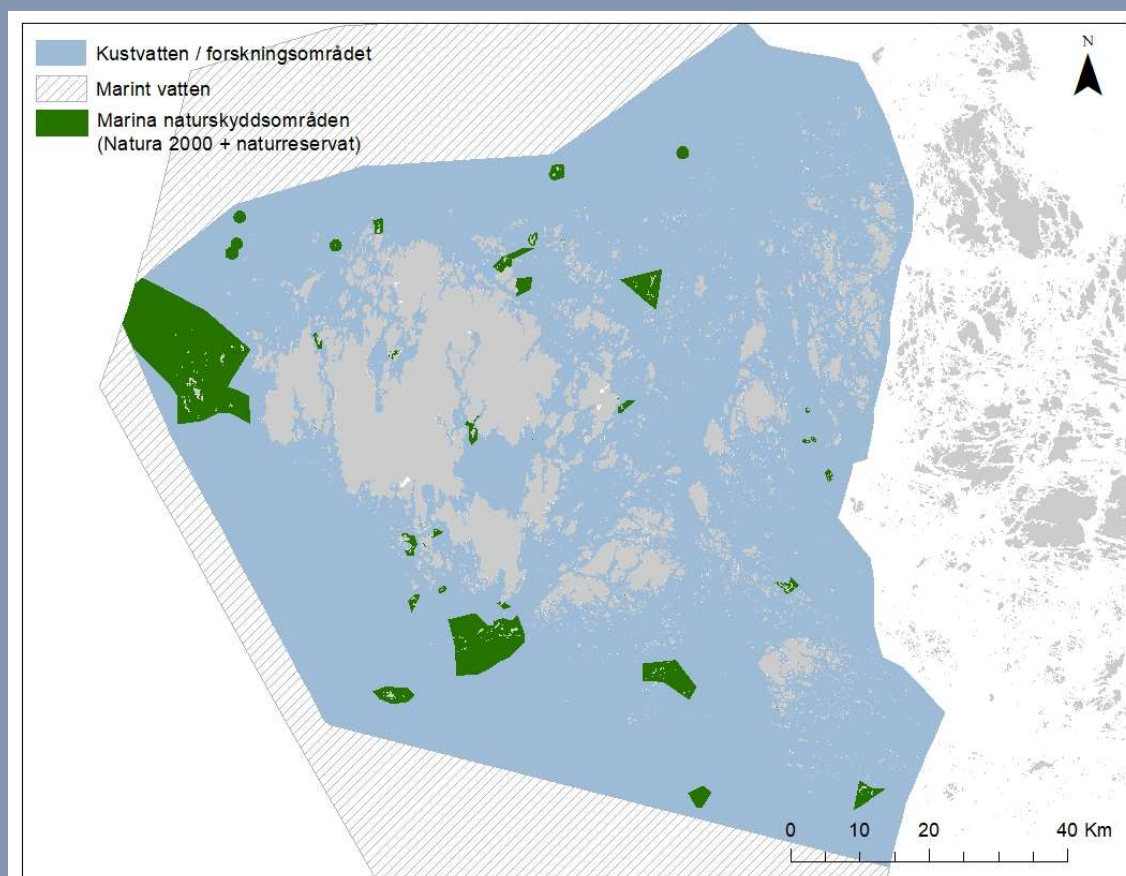 Kustvatten / forskningsområdet
Marint vatten
Marina naturskyddsområden
(Natura 2000 + naturreservat)
N
0 10 20 40 Km